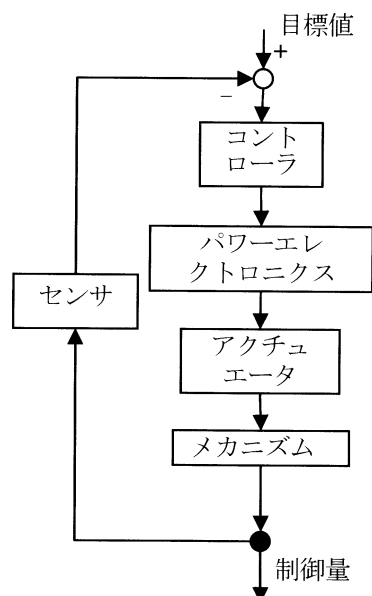 目標値
+
−
コント
ローラ
パワーエレ
クトロニクス
センサ
アクチュ
エータ
メカニズム
制御量